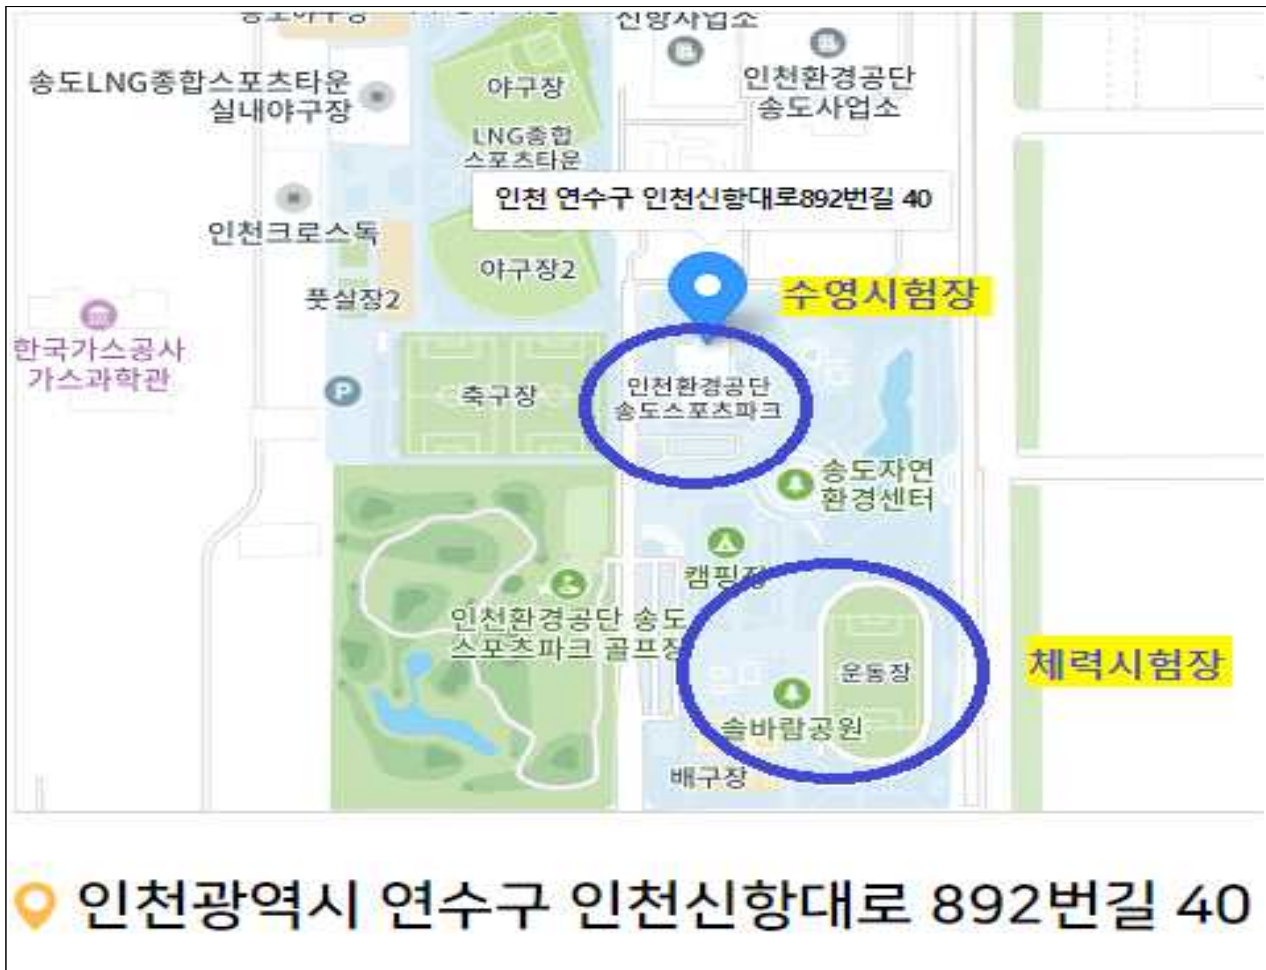 신항사업소
송도LNG종합스포츠타운
실내야구장
야구장
인천환경공단
송도사업소
LNG종합
스포츠타운
인천 연수구 인천신항대로892번길 40
인천크로스독
야구장2
풋살장2
수영시험장
한국가스공사
가스과학관
P
축구장
인천환경공단
송도스포츠파크
송도자연
환경센터
캠핑장
인천환경공단 송도
스포츠파크 골프장
운동장
체력시험장
솔바람공원
배구장
인천광역시 연수구 인천신항대로 892번길 40